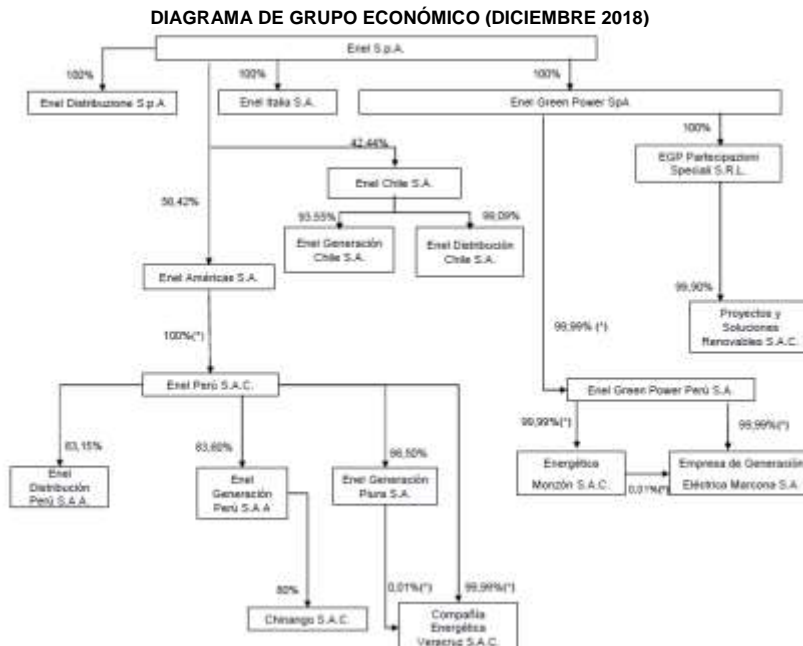 DIAGRAMA DE GRUPO ECONÓMICO (DICIEMBRE 2018)
Enel S.p.A.
100%
100%
100%
Enel Distribuzione S.p.A
Enel Italia S.A.
Enel Green Power SpA
100%
42,44%
EGP Partecipazioni
Speciali S.R.L.
Enel Chile S.A.
93,55%
99,09%
Enel Generación
Chile S.A.
Enel Distribución
Chile S.A.
Enel Américas S.A.
99,90%
Proyectos y
Soluciones
Renovables S.A.C.
100%(*)
99,99% (*)
Enel Perú S.A.C.
Enel Green Power Perú S.A.
99,99%(*)
99,99%(*)
83,15%
83,60%
96,50%
Enel
Distribución
Perú S.A.A.
Enel
Generación
Perú S.A.A
Enel Generación
Piura S.A.
Energética
Monzón S.A.C.
0,01%(*)
Empresa de Generación
Eléctrica Marcona S.A.
80%
0,01%(*)
99,99%(*)
Chinango S.A.C.
Compañía
Energética
Veracruz S.A.C.